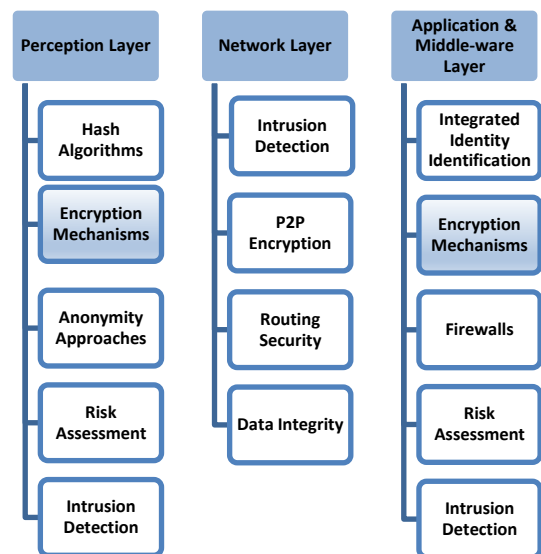 Perception Layer
Hash
Algorithms
Encryption
Mechanisms
Anonymity
Approaches
Risk
Assessment
Intrusion
Detection
Network Layer
Intrusion
Detection
P2P
Encryption
Routing
Security
Data Integrity
Application &
Middle-ware
Layer
Integrated
Identity
Identification
Encryption
Mechanisms
Firewalls
Risk
Assessment
Intrusion
Detection